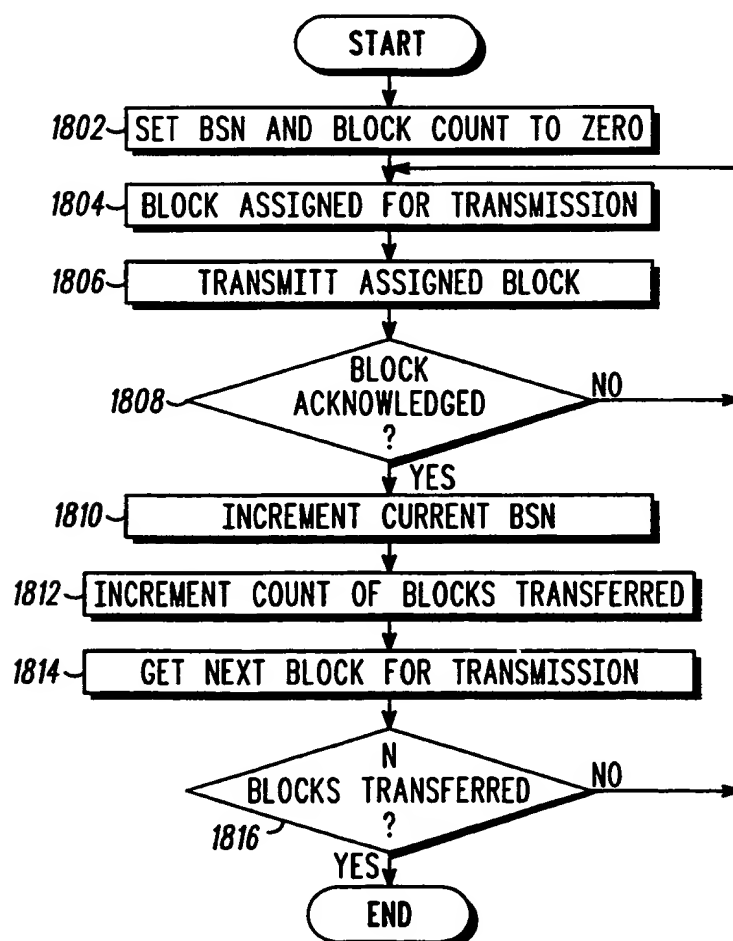 START
1802 SET BSN AND BLOCK COUNT TO ZERO
1804 BLOCK ASSIGNED FOR TRANSMISSION
1806 TRANSMITT ASSIGNED BLOCK
BLOCK
1808 ACKNOWLEDGED
?
NO
YES
1810 INCREMENT CURRENT BSN
1812 INCREMENT COUNT OF BLOCKS TRANSFERRED
1814 GET NEXT BLOCK FOR TRANSMISSION
N
BLOCKS TRANSFERRED
?
NO
1816
YES
END